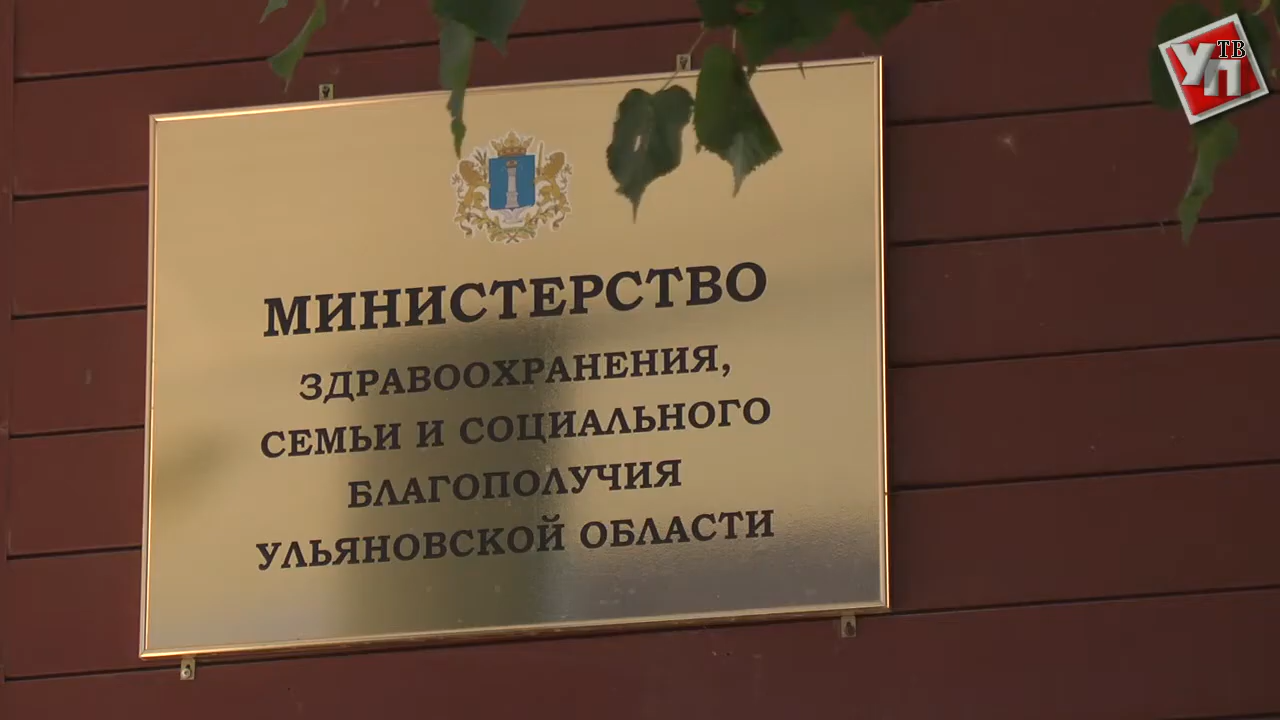 УП
ТВ
МИНИСТЕРСТВО
ЗДРАВООХРАНЕНИЯ,
СЕМЬИ И СОЦИАЛЬНОГО
БЛАГОПОЛУЧИЯ
УЛЬЯНОВСКОЙ ОБЛАСТИ